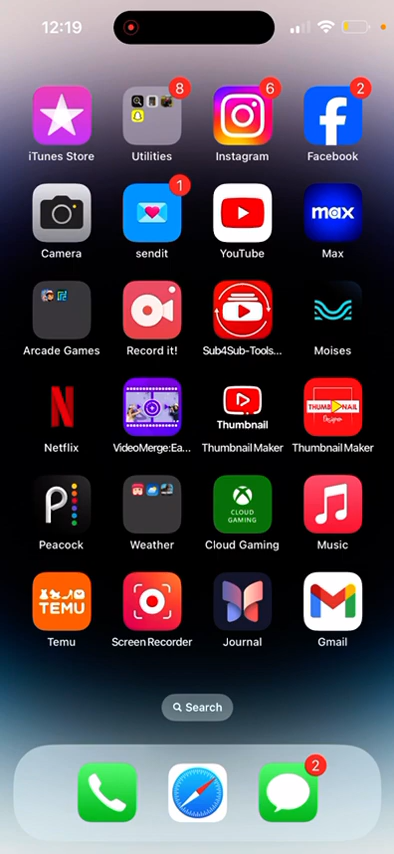 12:19
8
6
2
iTunes Store
Utilities
Instagram
Facebook
1
max
Camera
sendit
YouTube
Max
Arcade Games
Record it!
Sub4Sub-Tools...
Moises
Thumbnail
THUMBNAIL
Netflix
VideoMerge:Ea...
Thumbnail Maker
Thumbnail Maker
CLOUD
GAMING
Peacock
Weather
Cloud Gaming
Music
TEMU
Temu
Screen Recorder
Journal
Gmail
Search
2